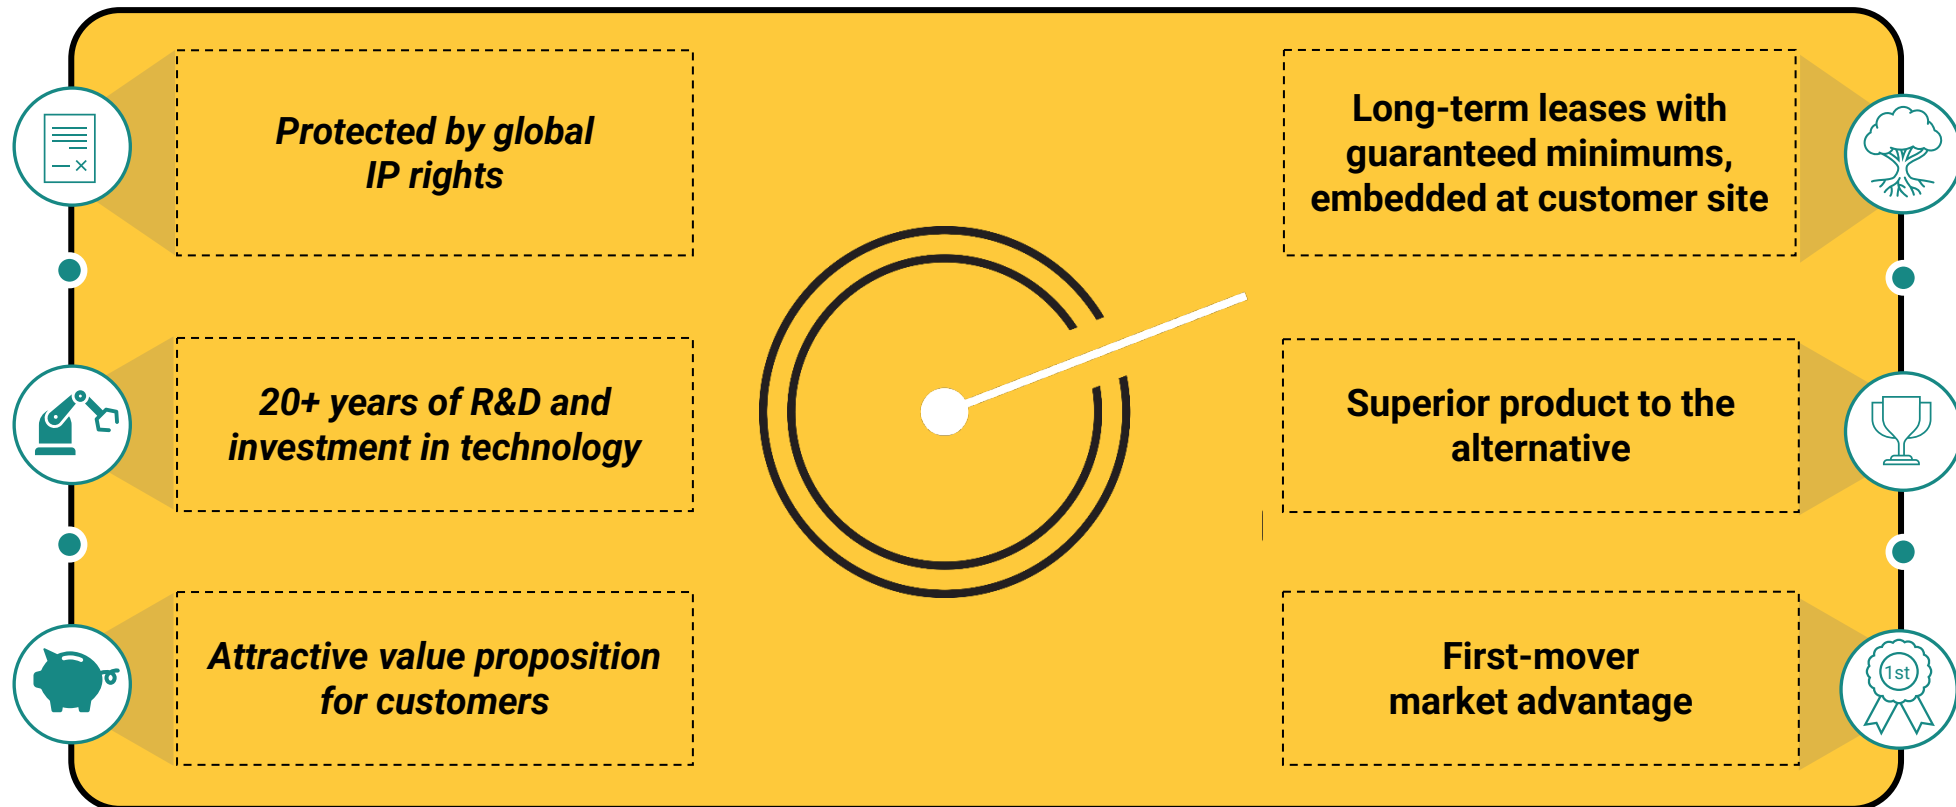 Protected by global
IP rights
20+ years of R&D and
investment in technology
Attractive value proposition
for customers
Long-term leases with
guaranteed minimums,
embedded at customer site
Superior product to the
alternative
First-mover
market advantage
1st